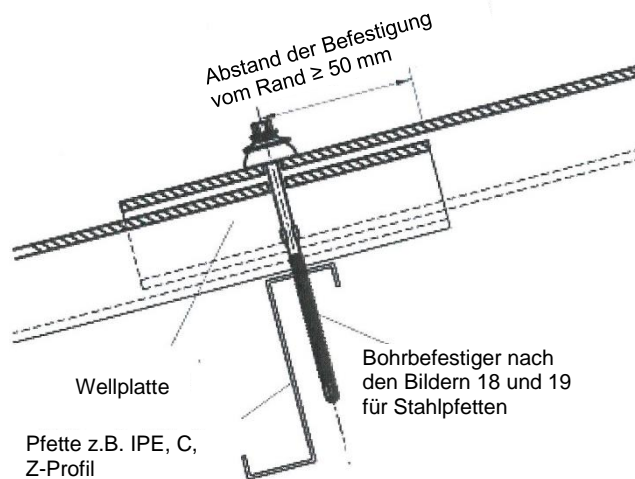 Abstand der Befestigung
vom Rand ≥ 50 mm
Wellplatte
Bohrbefestiger nach
den Bildern 18 und 19
für Stahlpfetten
Pfette z.B. IPE, C,
Z-Profil